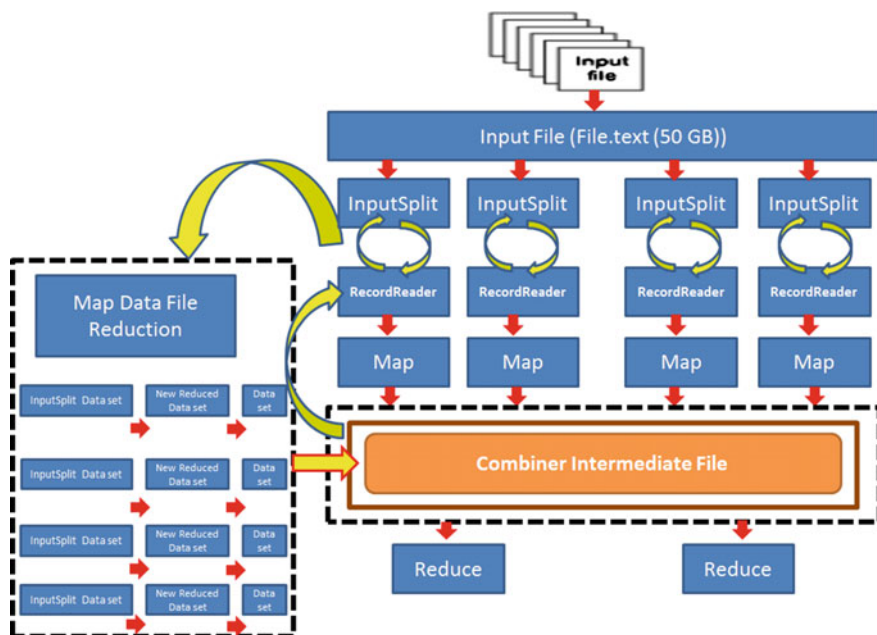 Input
file
Input File (File.text (50 GB))
InputSplit
InputSplit
InputSplit
InputSplit
RecordReader
RecordReader
RecordReader
RecordReader
Map
Map
Map
Map
Combiner Intermediate File
Reduce
Reduce
Map Data File
Reduction
InputSplit Data set
New Reduced
Data set
Data
set
InputSplit Data set
New Reduced
Data set
Data
set
InputSplit Data set
New Reduced
Data set
Data
set
InputSplit Data set
New Reduced
Data set
Data
set